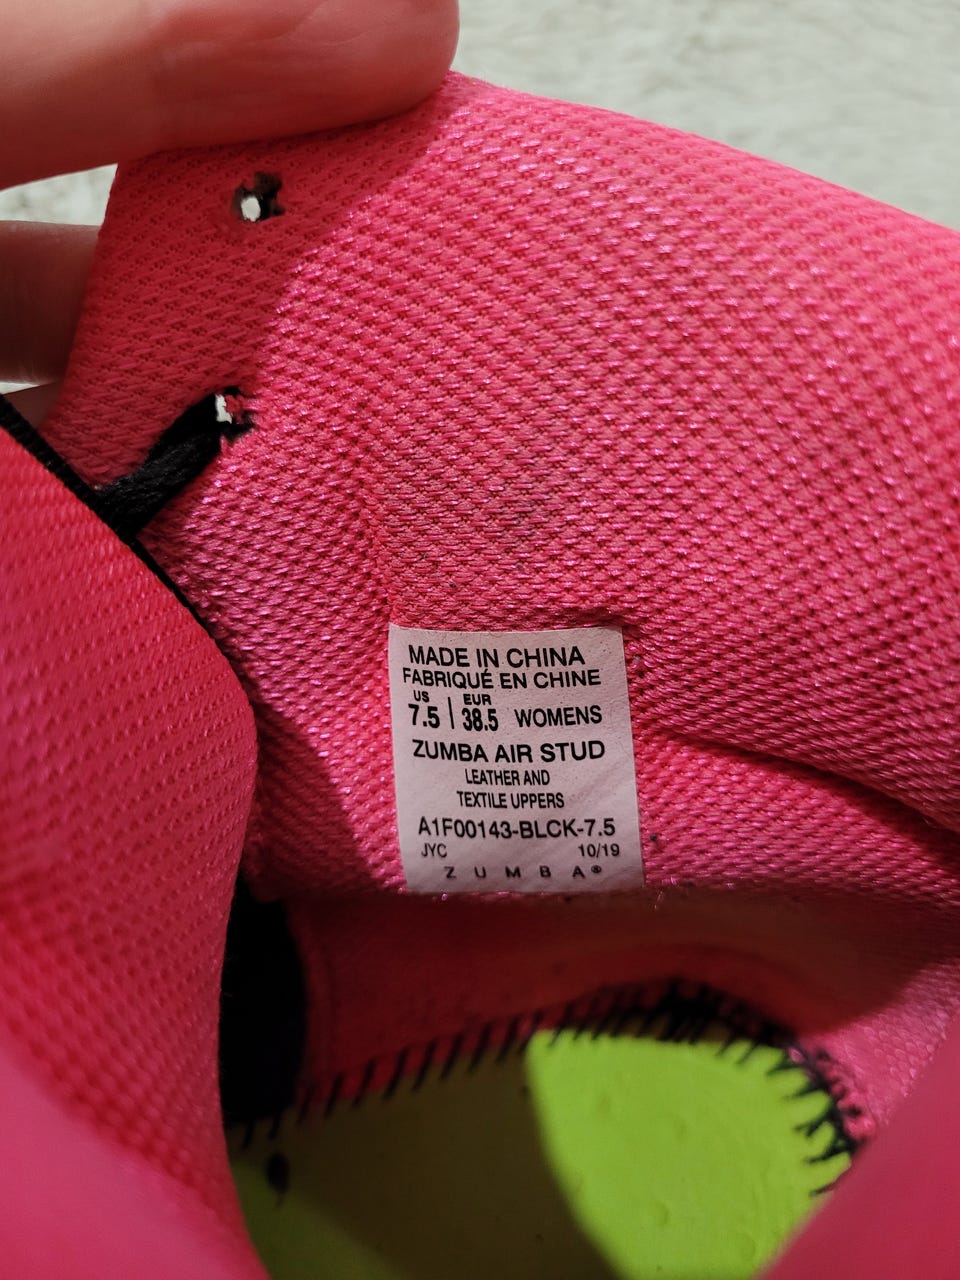 MADE IN CHINA
FABRIQUÉ EN CHINE
US EUR
7.5 | 38.5 WOMENS
ZUMBA AIR STUD
LEATHER AND
TEXTILE UPPERS
A1F00143-BLCK-7.5
JYC 10/19
ZUMBA®